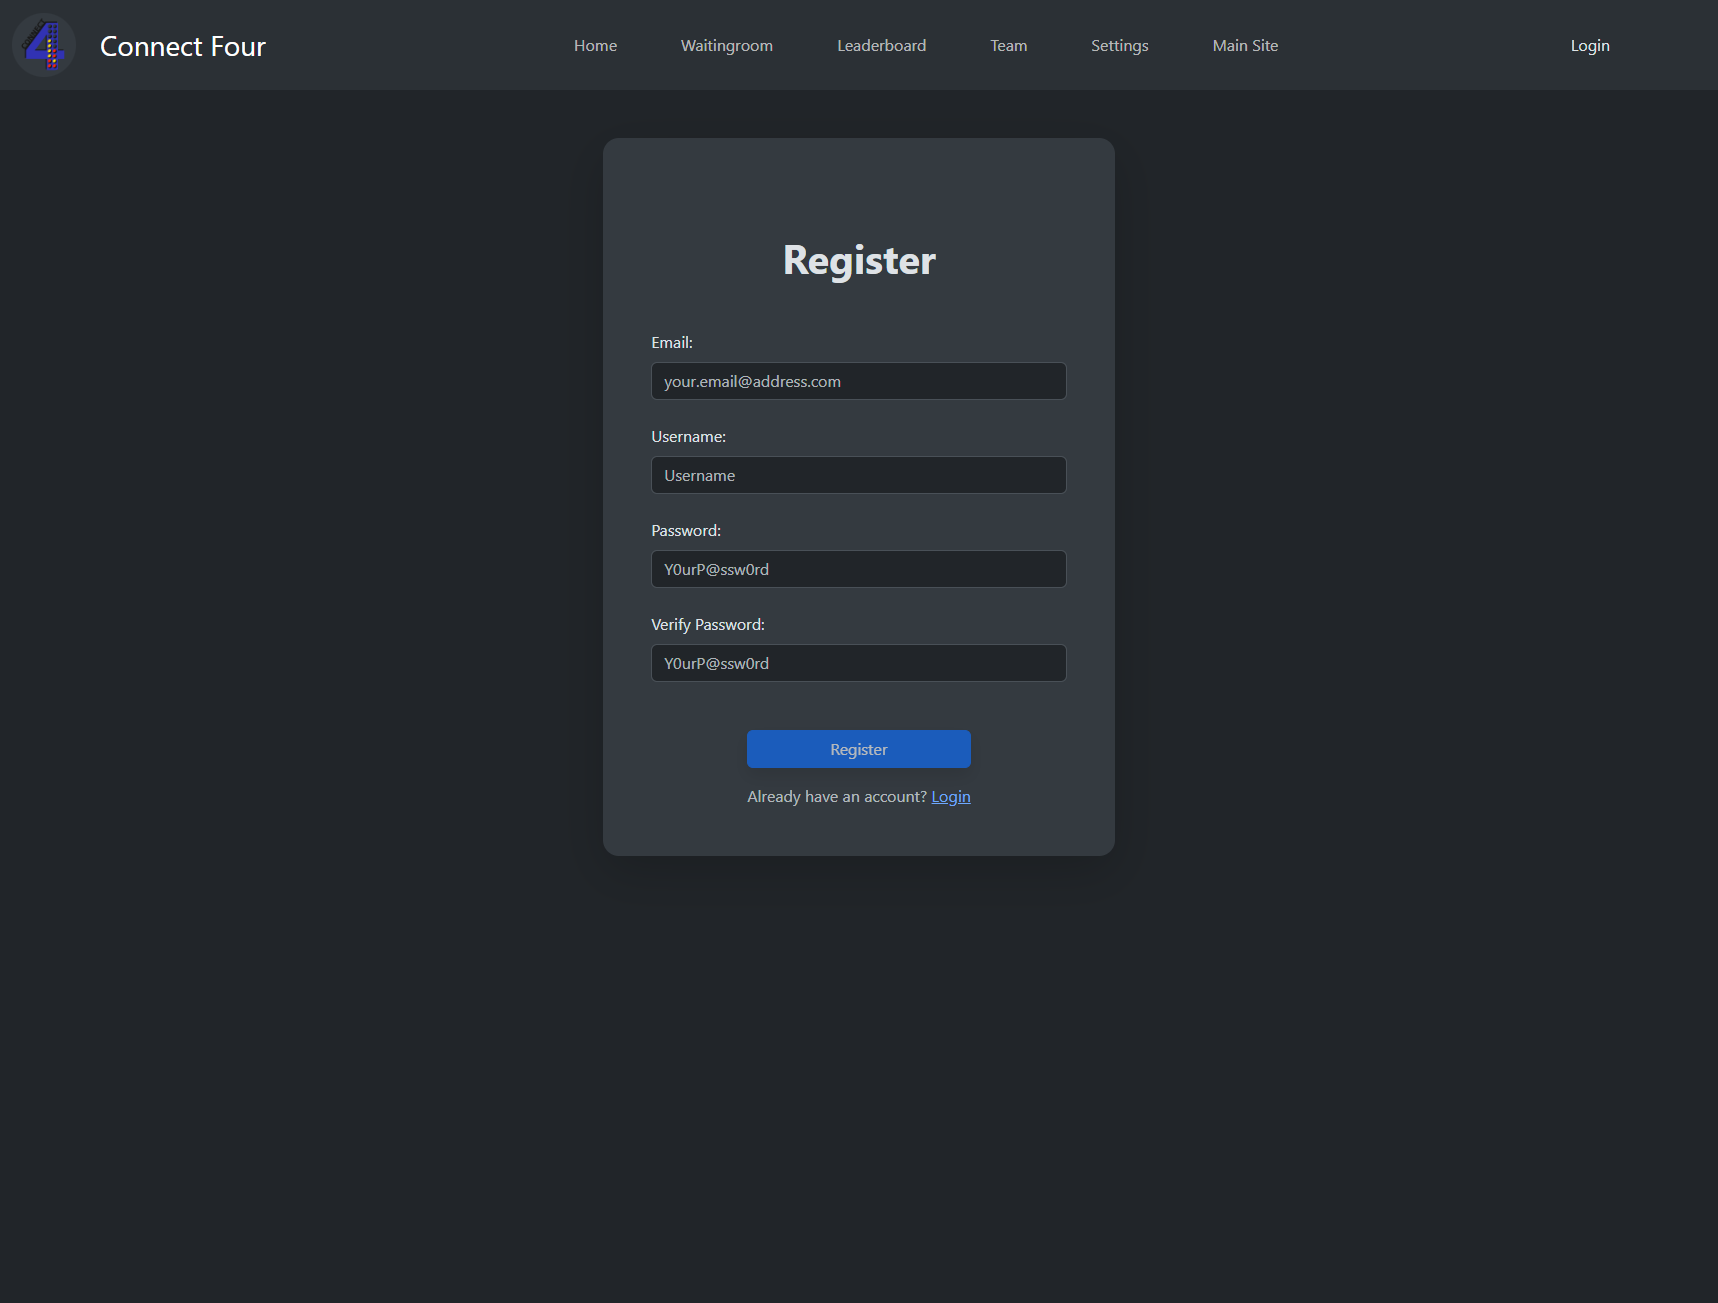 Connect Four
Home Waitingroom Leaderboard Team Settings Main Site Login
Register
Email:
your.email@address.com
Username:
Username
Password:
Y0urP@ssw0rd
Verify Password:
Y0urP@ssw0rd
Register
Already have an account? Login